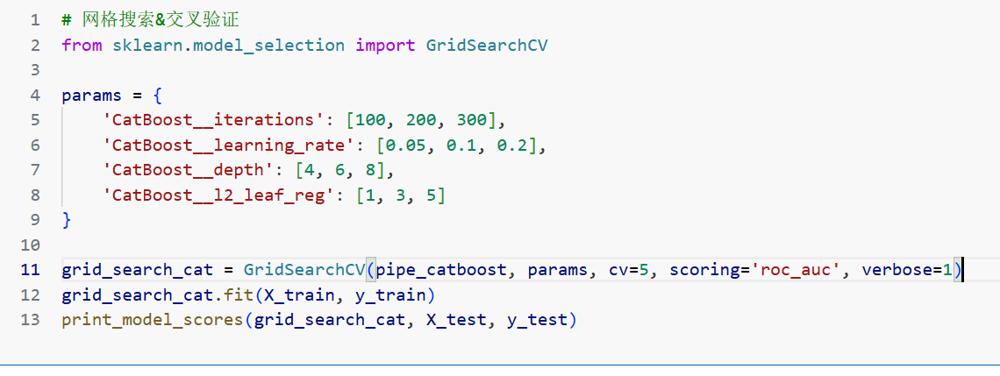 1 # 网格搜索&交叉验证
2 from sklearn.model_selection import GridSearchCV
3
4 params = {
5     'CatBoost__iterations': [100, 200, 300],
6     'CatBoost__learning_rate': [0.05, 0.1, 0.2],
7     'CatBoost__depth': [4, 6, 8],
8     'CatBoost__l2_leaf_reg': [1, 3, 5]
9 }
10
11 grid_search_cat = GridSearchCV(pipe_catboost, params, cv=5, scoring='roc_auc', verbose=1)
12 grid_search_cat.fit(X_train, y_train)
13 print_model_scores(grid_search_cat, X_test, y_test)